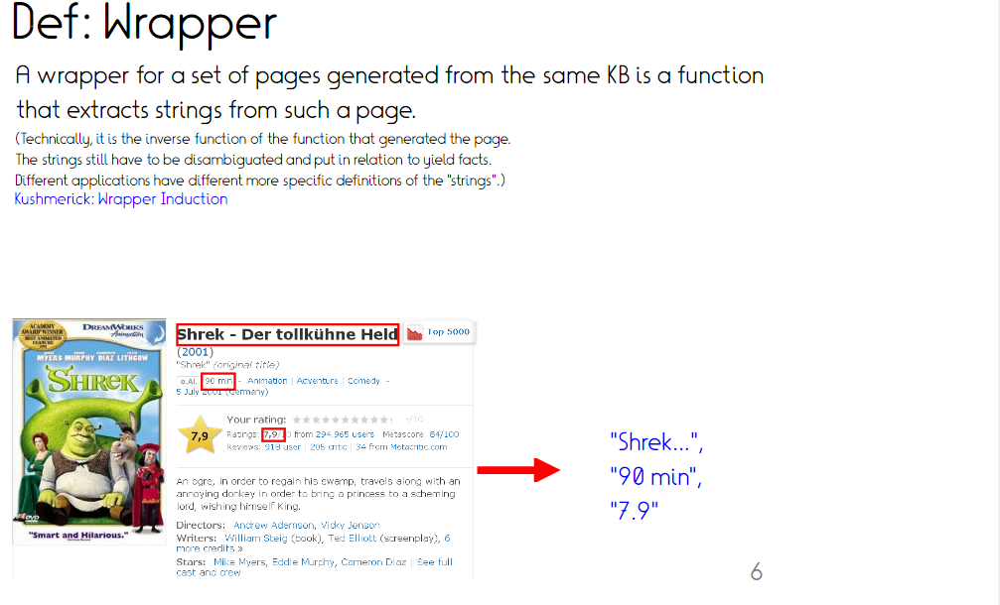 Def: Wrapper
A wrapper for a set of pages generated from the same KB is a function
that extracts strings from such a page.
(Technically, it is the inverse function of the function that generated the page.
The strings still have to be disambiguated and put in relation to yield facts.
Different applications have different more specific definitions of the "strings".)
Kushmerick: Wrapper Induction
ACADEMY
AWARD WINNER
BEST ANIMATED
FEATURE
DREAMWORKS
Animation
MYERS MURPHY DIAZ LITHGOW
SHREK
DVD
"Smart and Hilarious."
Shrek - Der tollkühne Held
Top 5000
(2001)
"Shrek" (original title)
o.Al. 90 min - Animation | Adventure | Comedy -
5 July 2001 (Germany)
7,9
Your rating: -/10
Ratings: 7,9/10 from 294.965 users Metascore: 84/100
Reviews: 918 user | 205 critic | 34 from Metacritic.com
An ogre, in order to regain his swamp, travels along with an
annoying donkey in order to bring a princess to a scheming
lord, wishing himself King.
Directors: Andrew Adamson, Vicky Jenson
Writers: William Steig (book), Ted Elliott (screenplay), 6
more credits »
Stars: Mike Myers, Eddie Murphy, Cameron Diaz | See full
cast and crew
"Shrek...",
"90 min",
"7.9"
6